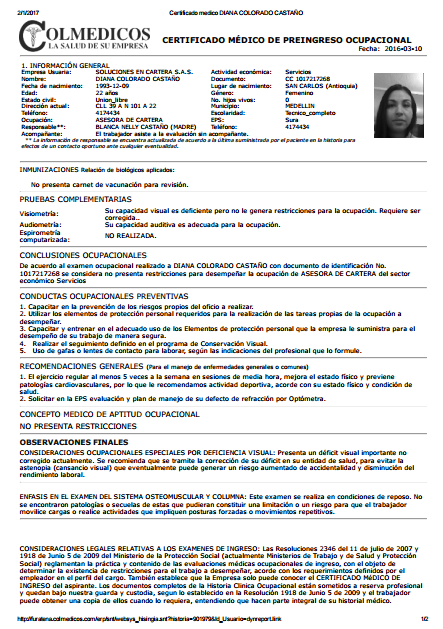 2/1/2017 Certificado medico DIANA COLORADO CASTAÑO
COLMEDICOS
LA SALUD DE SU EMPRESA
CERTIFICADO MÉDICO DE PREINGRESO OCUPACIONAL
Fecha: 2016-03-10
1. INFORMACIÓN GENERAL
Empresa Usuaria: SOLUCIONES EN CARTERA S.A.S. Actividad económica: Servicios
Nombre: DIANA COLORADO CASTAÑO Documento: CC 1017217268
Fecha de nacimiento: 1993-12-09 Lugar de nacimiento: SAN CARLOS (Antioquia)
Edad: 22 años Género: Femenino
Estado civil: Union_libre No. hijos vivos: 0
Dirección actual: CLL 39 A N 101 A 22 Municipio: MEDELLIN
Teléfono: 4174434 Escolaridad: Tecnico_completo
Ocupación: ASESORA DE CARTERA EPS: Sura
Responsable**: BLANCA NELLY CASTAÑO (MADRE) Teléfono: 4174434
Acompañante: El trabajador asiste a la evaluación sin acompañante.
** La información de responsable se encuentra actualizada de acuerdo a la última suministrada por el paciente en la historia para
efectos de un contacto oportuno ante cualquier eventualidad.
INMUNIZACIONES Relación de biológicos aplicados:
No presenta carnet de vacunación para revisión.
PRUEBAS COMPLEMENTARIAS
Visiometría: Su capacidad visual es deficiente pero no le genera restricciones para la ocupación. Requiere ser
corregida..
Audiometría: Su capacidad auditiva es adecuada para la ocupación.
Espirometría
computarizada: NO REALIZADA.
CONCLUSIONES OCUPACIONALES
De acuerdo al examen ocupacional realizado a DIANA COLORADO CASTAÑO con documento de identificación No.
1017217268 se considera no presenta restricciones para desempeñar la ocupación de ASESORA DE CARTERA del sector
económico Servicios
CONDUCTAS OCUPACIONALES PREVENTIVAS
1. Capacitar en la prevención de los riesgos propios del oficio a realizar.
2. Utilizar los elementos de protección personal requeridos para la realización de las tareas propias de la ocupación a
desempeñar.
3. Capacitar y entrenar en el adecuado uso de los Elementos de protección personal que la empresa le suministra para el
desempeño de su trabajo de manera segura.
4. Realizar el seguimiento definido en el programa de Conservación Visual.
5. Uso de gafas o lentes de contacto para laborar, según las indicaciones del profesional que lo formule.
RECOMENDACIONES GENERALES (Para el manejo de enfermedades generales o comunes)
1. El ejercicio regular al menos 5 veces a la semana en sesiones de media hora, mejora el estado físico y previene
patologías cardiovasculares, por lo que le recomendamos actividad deportiva, acorde con su estado físico y condición de
salud.
2. Solicitar en la EPS evaluación y plan de manejo de su defecto de refracción por Optómetra.
CONCEPTO MEDICO DE APTITUD OCUPACIONAL
NO PRESENTA RESTRICCIONES
OBSERVACIONES FINALES
CONSIDERACIONES OCUPACIONALES ESPECIALES POR DEFICIENCIA VISUAL: Presenta un déficit visual importante no
corregido actualmente. Se recomienda que se tramite la corrección de su déficit en su entidad de salud, para evitar la
astenopia (cansancio visual) que eventualmente puede generar un riesgo aumentado de accidentalidad y disminución del
rendimiento laboral.
ENFASIS EN EL EXAMEN DEL SISTEMA OSTEOMUSCULAR Y COLUMNA: Este examen se realiza en condiciones de reposo. No
se encontraron patologías o secuelas de estas que pudieran constituir una limitación o un riesgo para que el trabajador
movilice cargas o realice actividades que impliquen posturas forzadas o movimientos repetitivos.
CONSIDERACIONES LEGALES RELATIVAS A LOS EXAMENES DE INGRESO: Las Resoluciones 2346 del 11 de julio de 2007 y
1918 de Junio 5 de 2009 del Ministerio de la Protección Social (actualmente Ministerios de Trabajo y de Salud y Protección
Social) reglamentan la práctica y contenido de las evaluaciones médicas ocupacionales de ingreso, con el objeto de
determinar la existencia de restricciones para el trabajo a desempeñar, acorde con los requerimientos definidos por el
empleador en el perfil del cargo. También establece que la Empresa solo puede conocer el CERTIFICADO MÉDICO DE
INGRESO del aspirante. Los documentos completos de la Historia Clínica Ocupacional están sometidos a reserva profesional
y quedan bajo nuestra guarda y custodia, según lo establecido en la Resolución 1918 de Junio 5 de 2009 y el trabajador
puede obtener una copia de ellos cuando lo requiera, entendiendo que hacen parte integral de su historial médico.
1/2